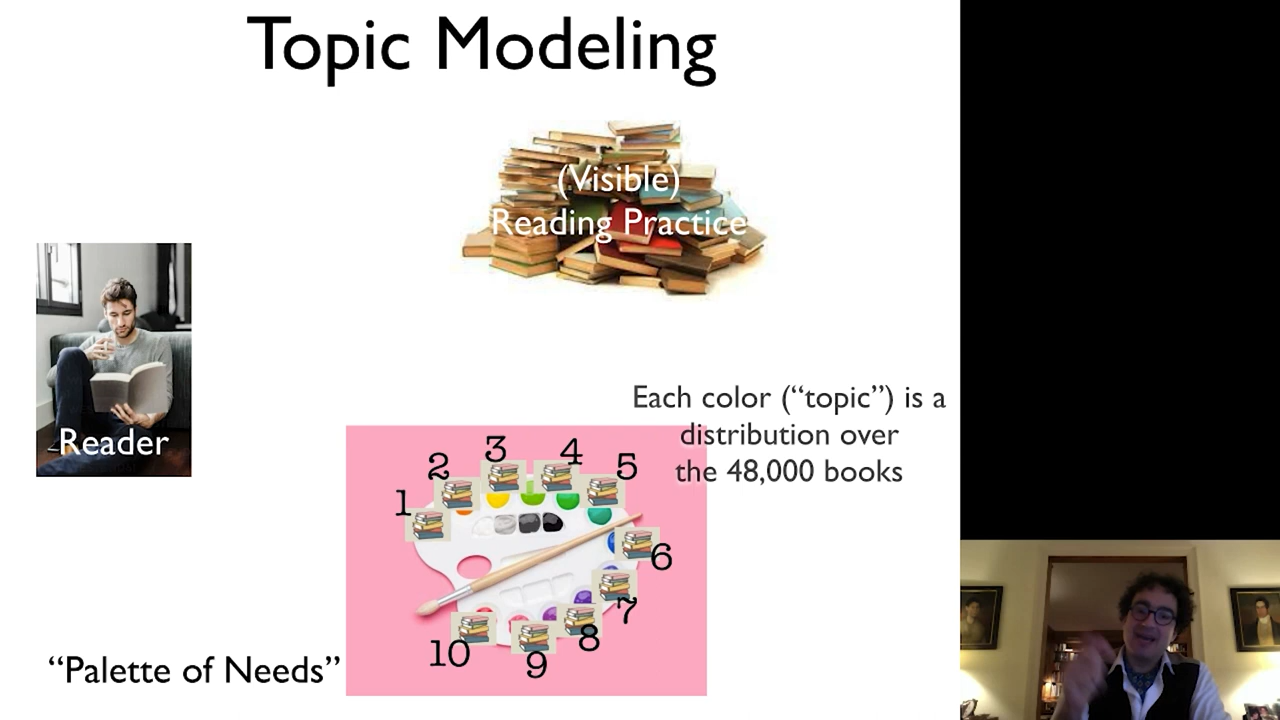 Topic Modeling
(Visible)
Reading Practice
Reader
Each color (“topic”) is a
distribution over
the 48,000 books
1
2
3
4
5
6
7
8
9
10
“Palette of Needs”